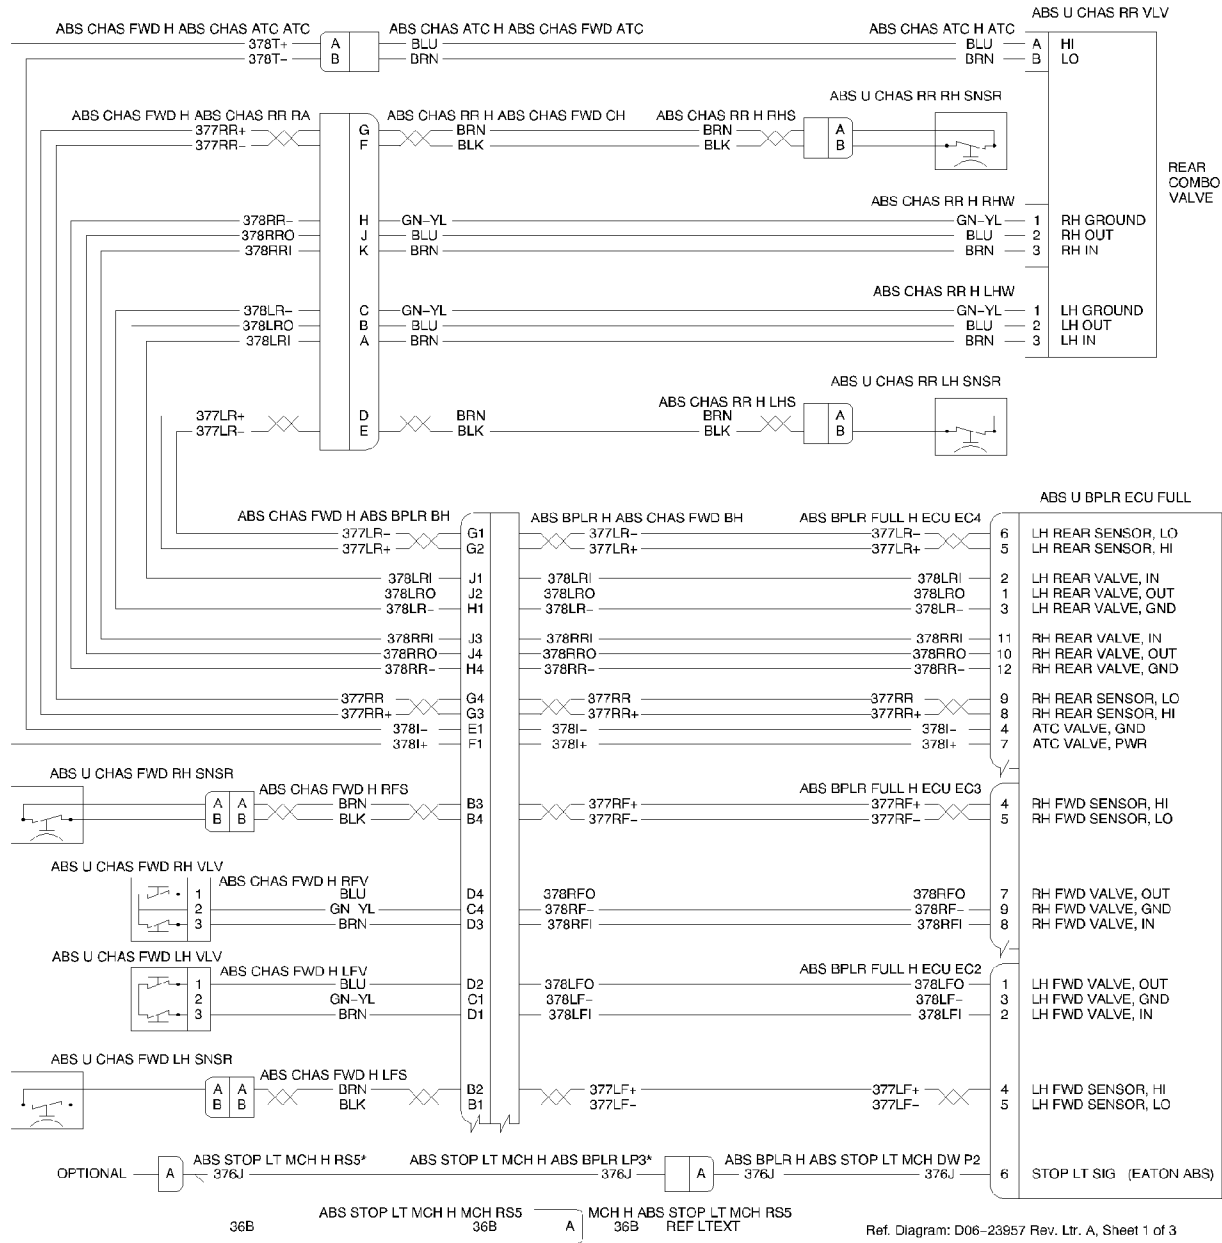 ABS U CHAS RR VLV
ABS CHAS FWD H ABS CHAS ATC ATC ABS CHAS ATC H ABS CHAS FWD ATC ABS CHAS ATC H ATC
378T+ A BLU BLU A HI
378T− B BRN BRN B LO
ABS U CHAS RR RH SNSR
ABS CHAS FWD H ABS CHAS RR RA ABS CHAS RR H ABS CHAS FWD CH ABS CHAS RR H RHS
377RR+ G BRN BRN A
377RR− F BLK BLK B
REAR
COMBO
VALVE
ABS CHAS RR H RHW
378RR− H GN−YL GN−YL 1 RH GROUND
378RRO J BLU BLU 2 RH OUT
378RRI K BRN BRN 3 RH IN
ABS CHAS RR H LHW
378LR− C GN−YL GN−YL 1 LH GROUND
378LRO B BLU BLU 2 LH OUT
378LRI A BRN BRN 3 LH IN
ABS U CHAS RR LH SNSR
ABS CHAS RR H LHS
377LR+ D BRN BRN A
377LR− E BLK BLK B
ABS U BPLR ECU FULL
ABS CHAS FWD H ABS BPLR BH ABS BPLR H ABS CHAS FWD BH ABS BPLR FULL H ECU EC4
377LR− G1 377LR− 377LR− 6 LH REAR SENSOR, LO
377LR+ G2 377LR+ 377LR+ 5 LH REAR SENSOR, HI
378LRI J1 378LRI 378LRI 2 LH REAR VALVE, IN
378LRO J2 378LRO 378LRO 1 LH REAR VALVE, OUT
378LR− H1 378LR− 378LR− 3 LH REAR VALVE, GND
378RRI J3 378RRI 378RRI 11 RH REAR VALVE, IN
378RRO J4 378RRO 378RRO 10 RH REAR VALVE, OUT
378RR− H4 378RR− 378RR− 12 RH REAR VALVE, GND
377RR G4 377RR 377RR 9 RH REAR SENSOR, LO
377RR+ G3 377RR+ 377RR+ 8 RH REAR SENSOR, HI
378I− E1 378I− 378I− 4 ATC VALVE, GND
378I+ F1 378I+ 378I+ 7 ATC VALVE, PWR
ABS U CHAS FWD RH SNSR
ABS CHAS FWD H RFS ABS BPLR FULL H ECU EC3
A A BRN B3 377RF+ 377RF+ 4 RH FWD SENSOR, HI
B B BLK B4 377RF− 377RF− 5 RH FWD SENSOR, LO
ABS U CHAS FWD RH VLV
ABS CHAS FWD H RFV
1 BLU D4 378RFO 378RFO 7 RH FWD VALVE, OUT
2 GN YL C4 378RF− 378RF− 9 RH FWD VALVE, GND
3 BRN D3 378RFI 378RFI 8 RH FWD VALVE, IN
ABS U CHAS FWD LH VLV
ABS CHAS FWD H LFV ABS BPLR FULL H ECU EC2
1 BLU D2 378LFO 378LFO 1 LH FWD VALVE, OUT
2 GN−YL C1 378LF− 378LF− 3 LH FWD VALVE, GND
3 BRN D1 378LFI 378LFI 2 LH FWD VALVE, IN
ABS U CHAS FWD LH SNSR
ABS CHAS FWD H LFS
A A BRN B2 377LF+ 377LF+ 4 LH FWD SENSOR, HI
B B BLK B1 377LF− 377LF− 5 LH FWD SENSOR, LO
ABS STOP LT MCH H RS5* ABS STOP LT MCH H ABS BPLR LP3* ABS BPLR H ABS STOP LT MCH DW P2
OPTIONAL A 376J 376J A 376J 376J 6 STOP LT SIG (EATON ABS)
ABS STOP LT MCH H MCH RS5 MCH H ABS STOP LT MCH RS5
36B 36B A 36B REF LTEXT
Ref. Diagram: D06−23957 Rev. Ltr. A, Sheet 1 of 3